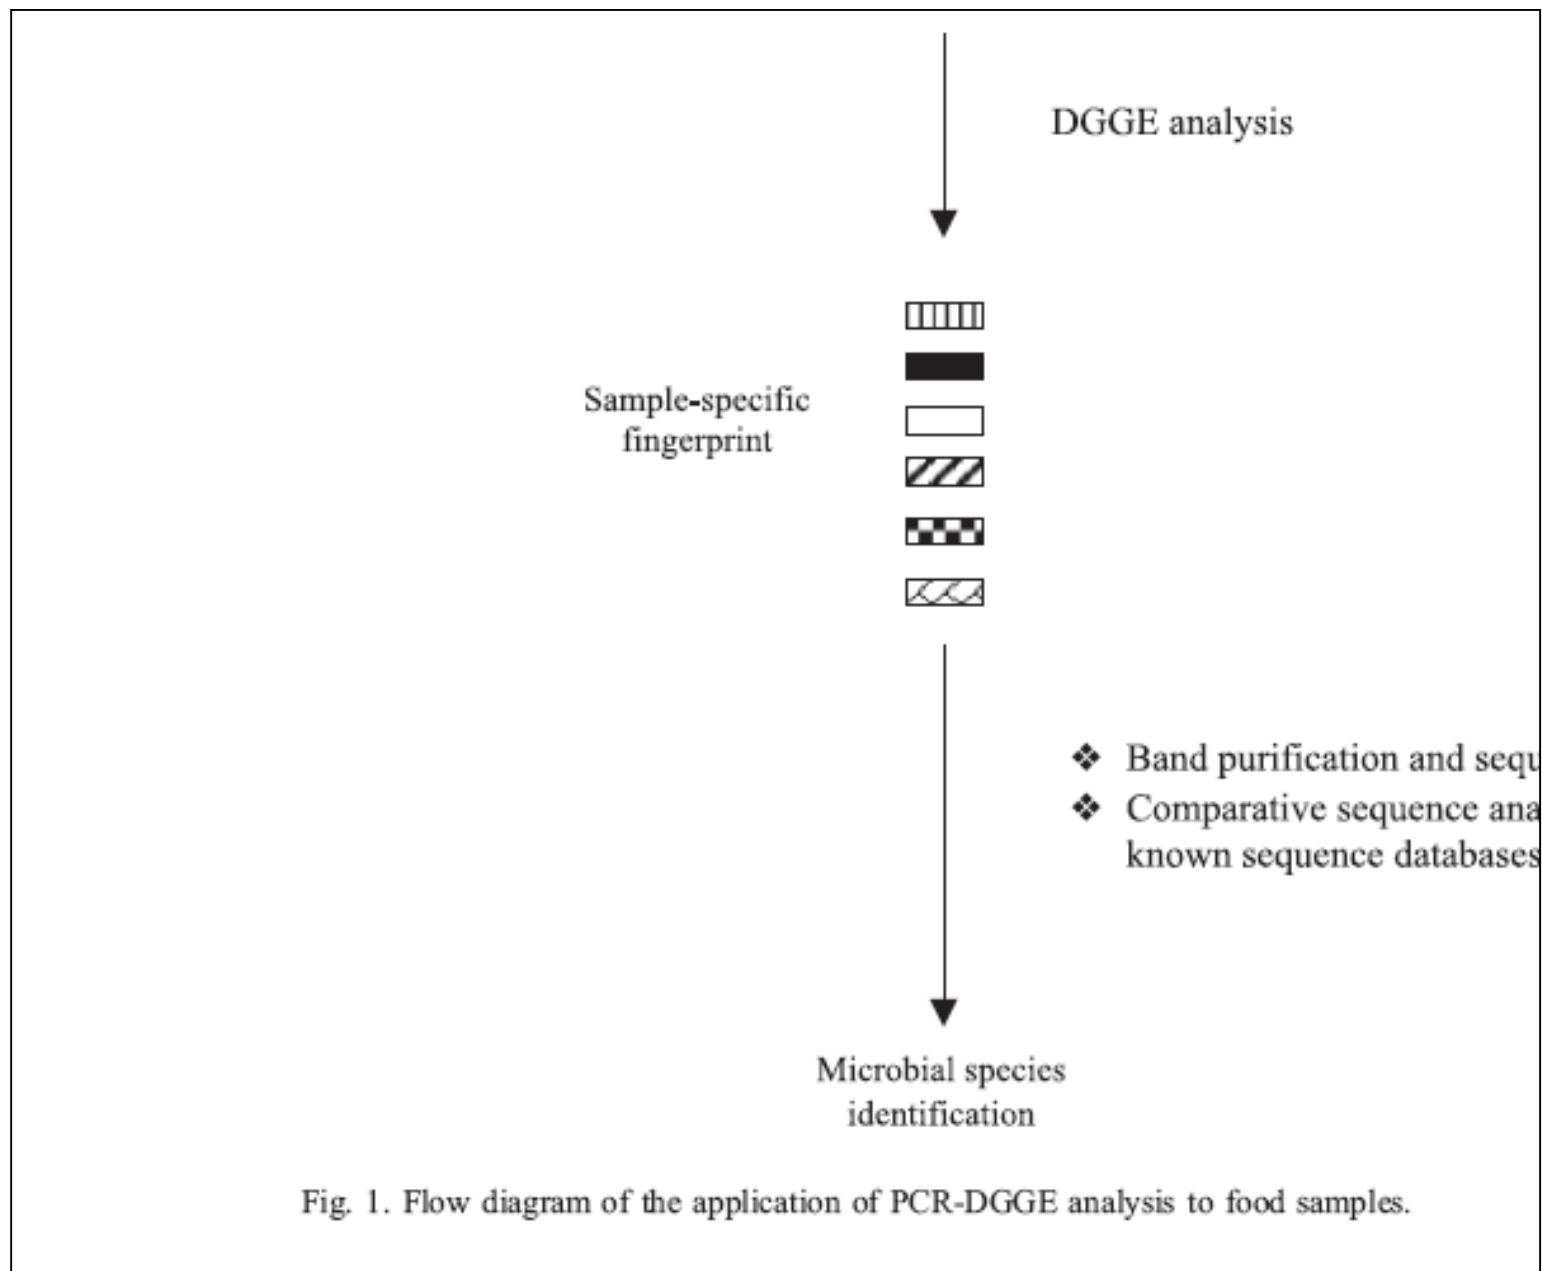 DGGE analysis
Sample-specific
fingerprint
❖ Band purification and sequ
❖ Comparative sequence ana
known sequence databases
Microbial species
identification
Fig. 1. Flow diagram of the application of PCR-DGGE analysis to food samples.